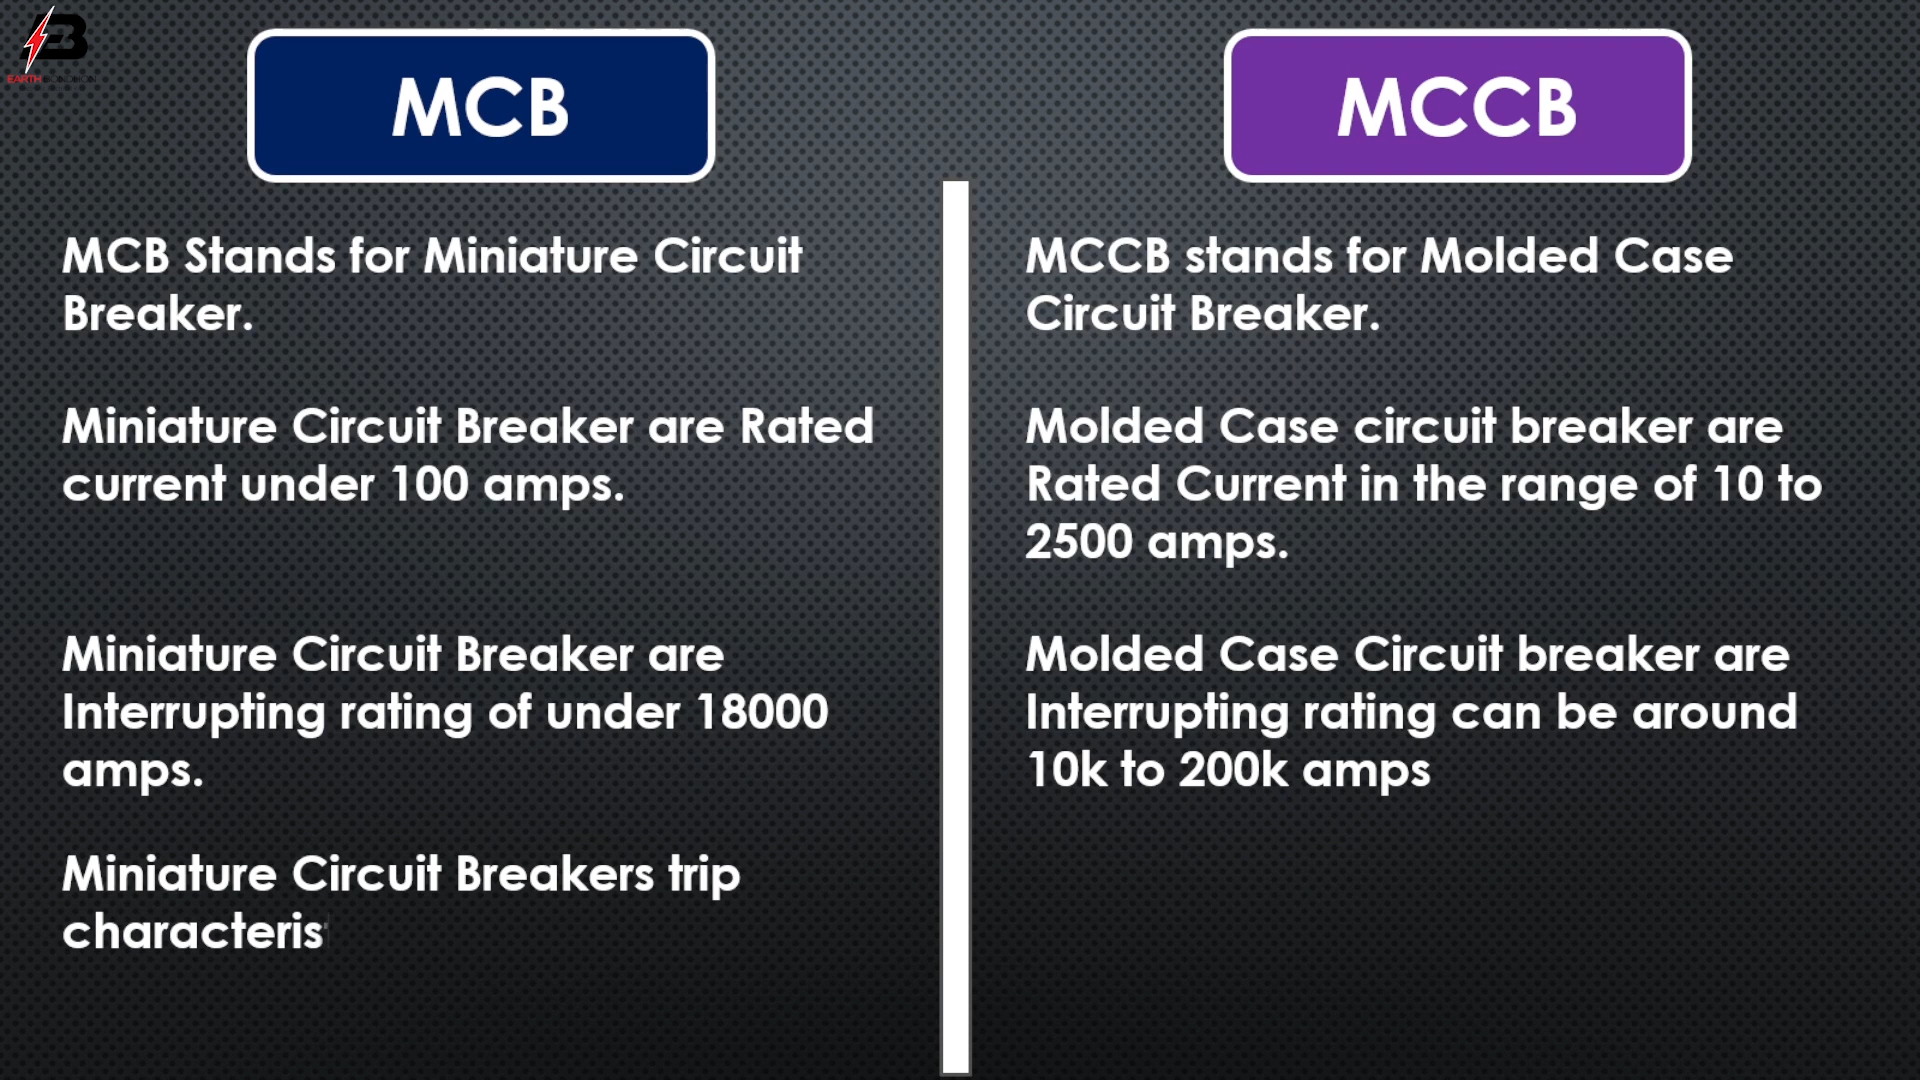 EARTH
MCB
MCB Stands for Miniature Circuit
Breaker.
Miniature Circuit Breaker are Rated
current under 100 amps.
Miniature Circuit Breaker are
Interrupting rating of under 18000
amps.
Miniature Circuit Breakers trip
characteris
MCCB
MCCB stands for Molded Case
Circuit Breaker.
Molded Case circuit breaker are
Rated Current in the range of 10 to
2500 amps.
Molded Case Circuit breaker are
Interrupting rating can be around
10k to 200k amps